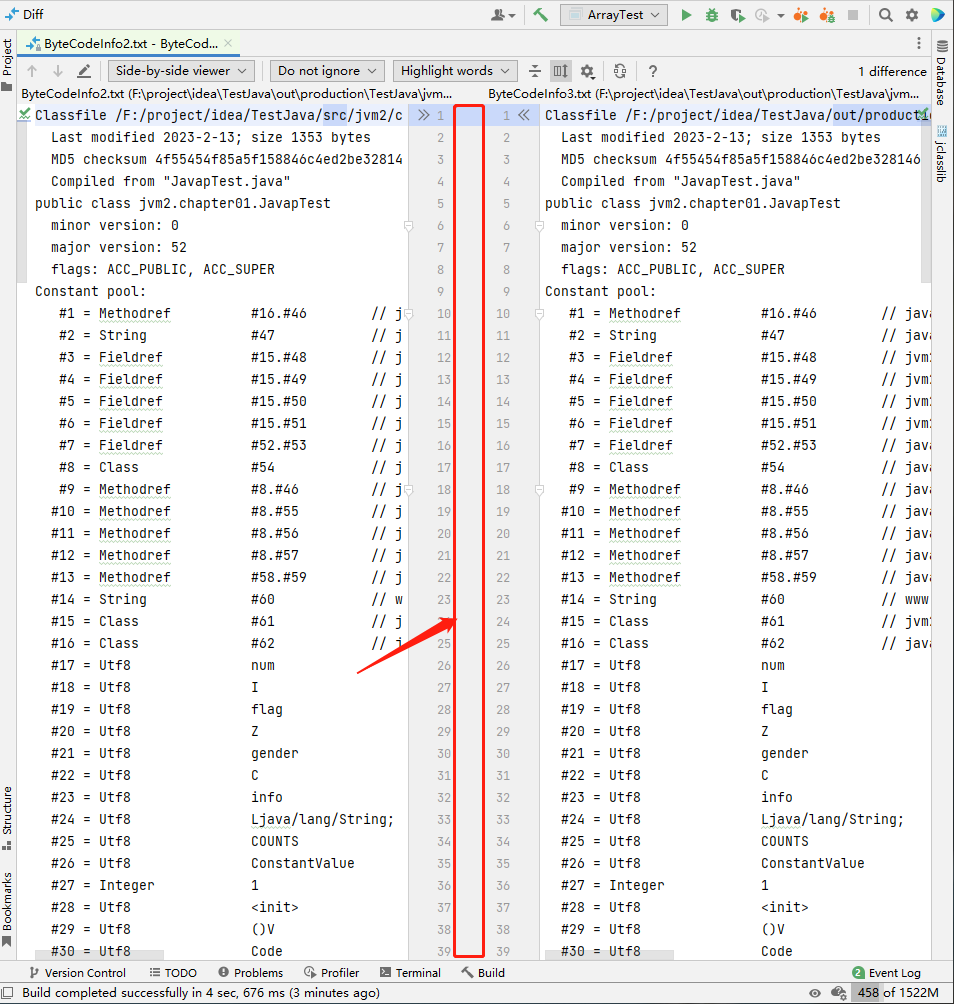 Diff
ArrayTest
ByteCodeInfo2.txt - ByteCod...
Side-by-side viewer
Do not ignore
Highlight words
?
1 difference
ByteCodeInfo2.txt (F:\project\idea\TestJava\out\production\TestJava\jvm...
ByteCodeInfo3.txt (F:\project\idea\TestJava\out\production\TestJava\jvm...
Project
Structure
Bookmarks
Database
jclasslib
Classfile /F:/project/idea/TestJava/src/jvm2/c
1
Last modified 2023-2-13; size 1353 bytes
2
MD5 checksum 4f55454f85a5f158846c4ed2be32814
3
Compiled from "JavapTest.java"
4
public class jvm2.chapter01.JavapTest
5
minor version: 0
6
major version: 52
7
flags: ACC_PUBLIC, ACC_SUPER
8
Constant pool:
9
#1 = Methodref #16.#46 // j
10
#2 = String #47 // j
11
#3 = Fieldref #15.#48 // j
12
#4 = Fieldref #15.#49 // j
13
#5 = Fieldref #15.#50 // j
14
#6 = Fieldref #15.#51 // j
15
#7 = Fieldref #52.#53 // j
16
#8 = Class #54 // j
17
#9 = Methodref #8.#46 // j
18
#10 = Methodref #8.#55 // j
19
#11 = Methodref #8.#56 // j
20
#12 = Methodref #8.#57 // j
21
#13 = Methodref #58.#59 // j
22
#14 = String #60 // w
23
#15 = Class #61 // j
24
#16 = Class #62 // j
25
#17 = Utf8 num
26
#18 = Utf8 I
27
#19 = Utf8 flag
28
#20 = Utf8 Z
29
#21 = Utf8 gender
30
#22 = Utf8 C
31
#23 = Utf8 info
32
#24 = Utf8 Ljava/lang/String;
33
#25 = Utf8 COUNTS
34
#26 = Utf8 ConstantValue
35
#27 = Integer 1
36
#28 = Utf8 <init>
37
#29 = Utf8 ()V
38
#30 = Utf8 Code
39
1
Classfile /F:/project/idea/TestJava/out/producti
2
Last modified 2023-2-13; size 1353 bytes
3
MD5 checksum 4f55454f85a5f158846c4ed2be328146
4
Compiled from "JavapTest.java"
5
public class jvm2.chapter01.JavapTest
6
minor version: 0
7
major version: 52
8
flags: ACC_PUBLIC, ACC_SUPER
9
Constant pool:
10
#1 = Methodref #16.#46 // java
11
#2 = String #47 // java
12
#3 = Fieldref #15.#48 // jvm2
13
#4 = Fieldref #15.#49 // jvm2
14
#5 = Fieldref #15.#50 // jvm2
15
#6 = Fieldref #15.#51 // jvm2
16
#7 = Fieldref #52.#53 // java
17
#8 = Class #54 // java
18
#9 = Methodref #8.#46 // java
19
#10 = Methodref #8.#55 // java
20
#11 = Methodref #8.#56 // java
21
#12 = Methodref #8.#57 // java
22
#13 = Methodref #58.#59 // java
23
#14 = String #60 // www
24
#15 = Class #61 // jvm2
25
#16 = Class #62 // java
26
#17 = Utf8 num
27
#18 = Utf8 I
28
#19 = Utf8 flag
29
#20 = Utf8 Z
30
#21 = Utf8 gender
31
#22 = Utf8 C
32
#23 = Utf8 info
33
#24 = Utf8 Ljava/lang/String;
34
#25 = Utf8 COUNTS
35
#26 = Utf8 ConstantValue
36
#27 = Integer 1
37
#28 = Utf8 <init>
38
#29 = Utf8 ()V
39
#30 = Utf8 Code
Version Control
TODO
Problems
Profiler
Terminal
Build
2 Event Log
Build completed successfully in 4 sec, 676 ms (3 minutes ago)
458 of 1522M